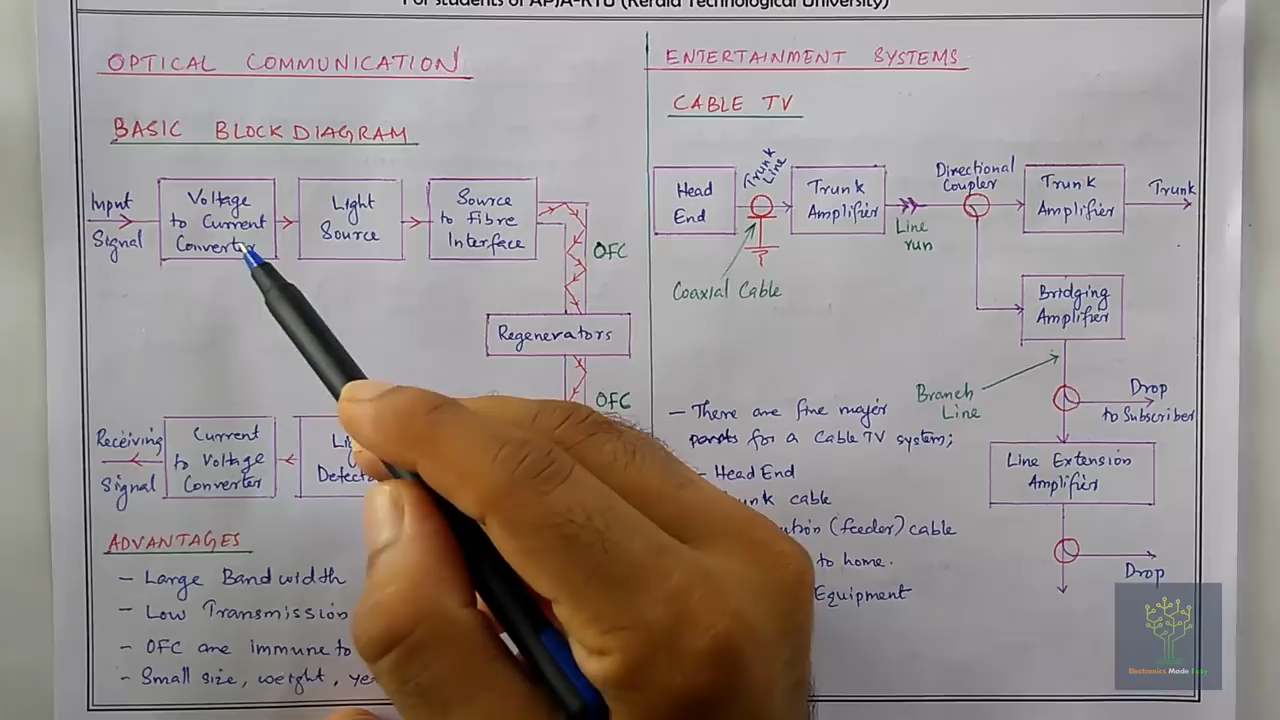 For students of APJA-KTU (Kerala Technological University)
OPTICAL COMMUNICATION
BASIC BLOCK DIAGRAM
Input
Signal
Voltage
to Current
Converter
Light
Source
Source
to Fibre
Interface
OFC
Regenerators
OFC
Receiving
Signal
Current
to Voltage
Converter
ADVANTAGES
- Large Bandwidth
- Low Transmission
- OFC are immune to
- Small size, weight,
ENTERTAINMENT SYSTEMS
CABLE TV
Head
End
Trunk
Line
Coaxial Cable
Trunk
Amplifier
Line
run
Directional
Coupler
Trunk
Amplifier
Trunk
Bridging
Amplifier
Branch
Line
Drop
to Subscriber
Line Extension
Amplifier
Drop
- There are five major
parts for a Cable TV system;
- Head End
cable
(feeder) cable
to home.
Equipment
Electronics Made Easy